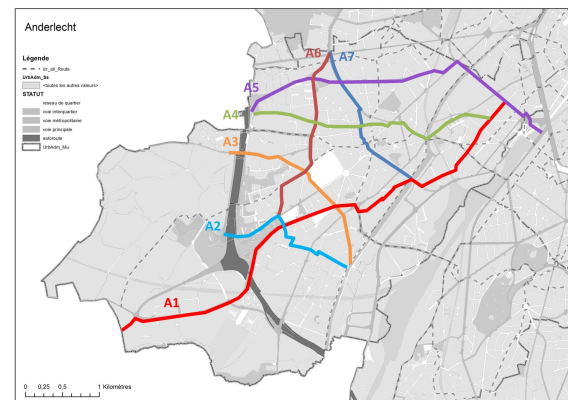 Anderlecht
A6
A7
Légende
icr_all_Route
UrbAdm_Ss
<toutes les autres valeurs>
STATUT
reseau de quartier
voie interquartier
voie métropolitaine
voie principale
autoroute
UrbAdm_Mu
A5
A4
A3
A2
A1
0 0,25 0,5 1 Kilomètres